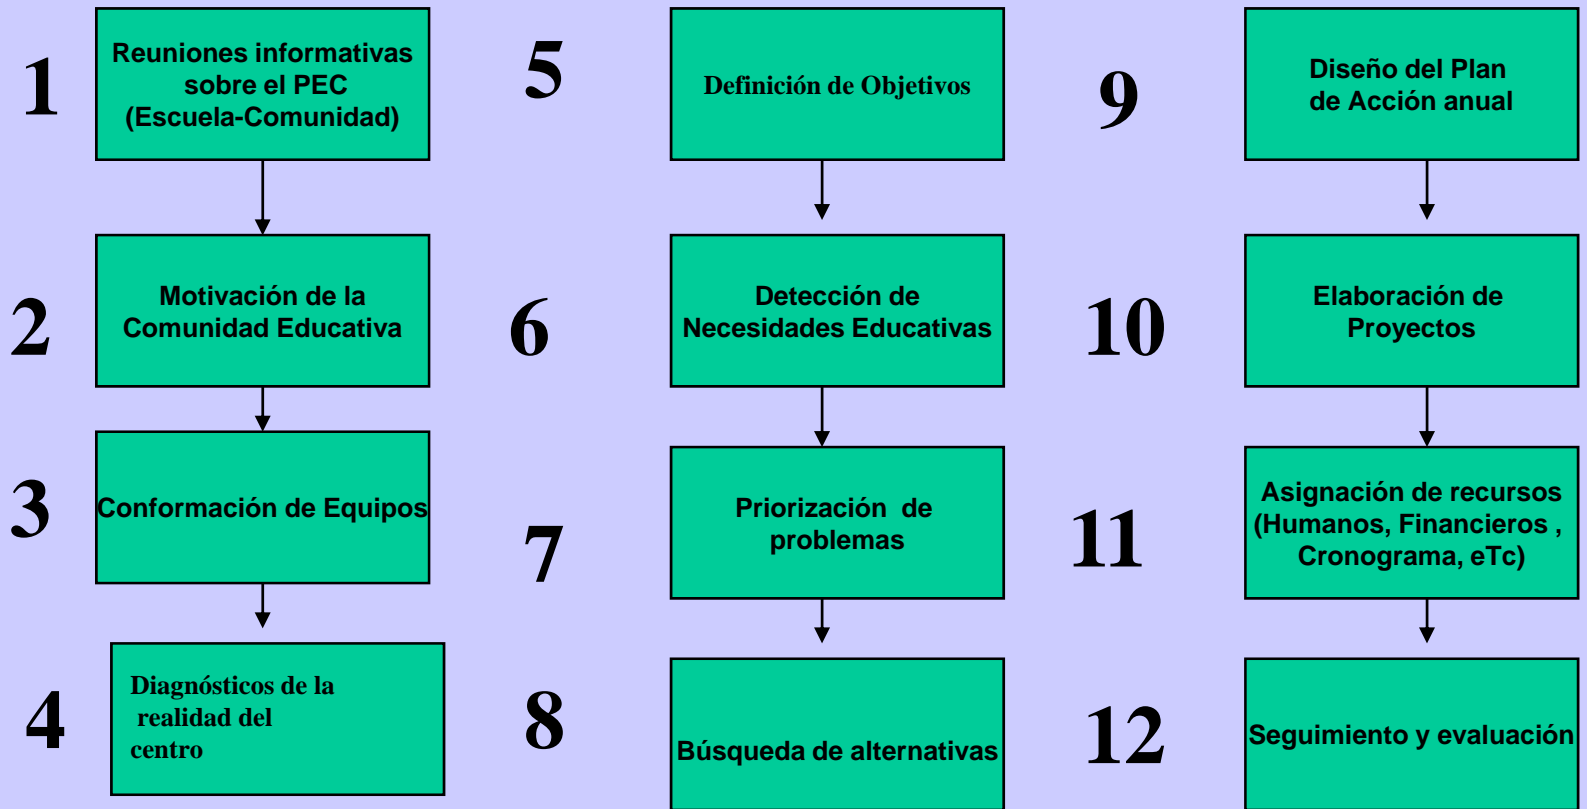 1
Reuniones informativas
sobre el PEC
(Escuela-Comunidad)
2
Motivación de la
Comunidad Educativa
3
Conformación de Equipos
4
Diagnósticos de la
realidad del
centro
5
Definición de Objetivos
6
Detección de
Necesidades Educativas
7
Priorización de
problemas
8
Búsqueda de alternativas
9
Diseño del Plan
de Acción anual
10
Elaboración de
Proyectos
11
Asignación de recursos
(Humanos, Financieros ,
Cronograma, eTc)
12
Seguimiento y evaluación